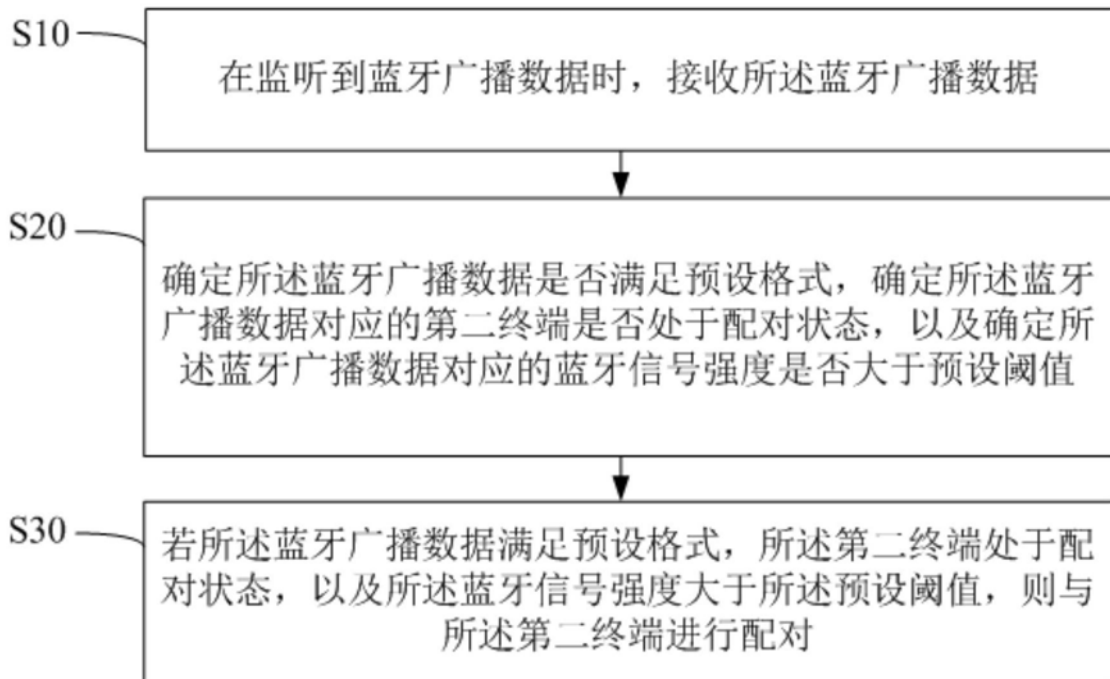 S10
在监听到蓝牙广播数据时，接收所述蓝牙广播数据
S20
确定所述蓝牙广播数据是否满足预设格式，确定所述蓝牙
广播数据对应的第二终端是否处于配对状态，以及确定所
述蓝牙广播数据对应的蓝牙信号强度是否大于预设阈值
S30
若所述蓝牙广播数据满足预设格式，所述第二终端处于配
对状态，以及所述蓝牙信号强度大于所述预设阈值，则与
所述第二终端进行配对